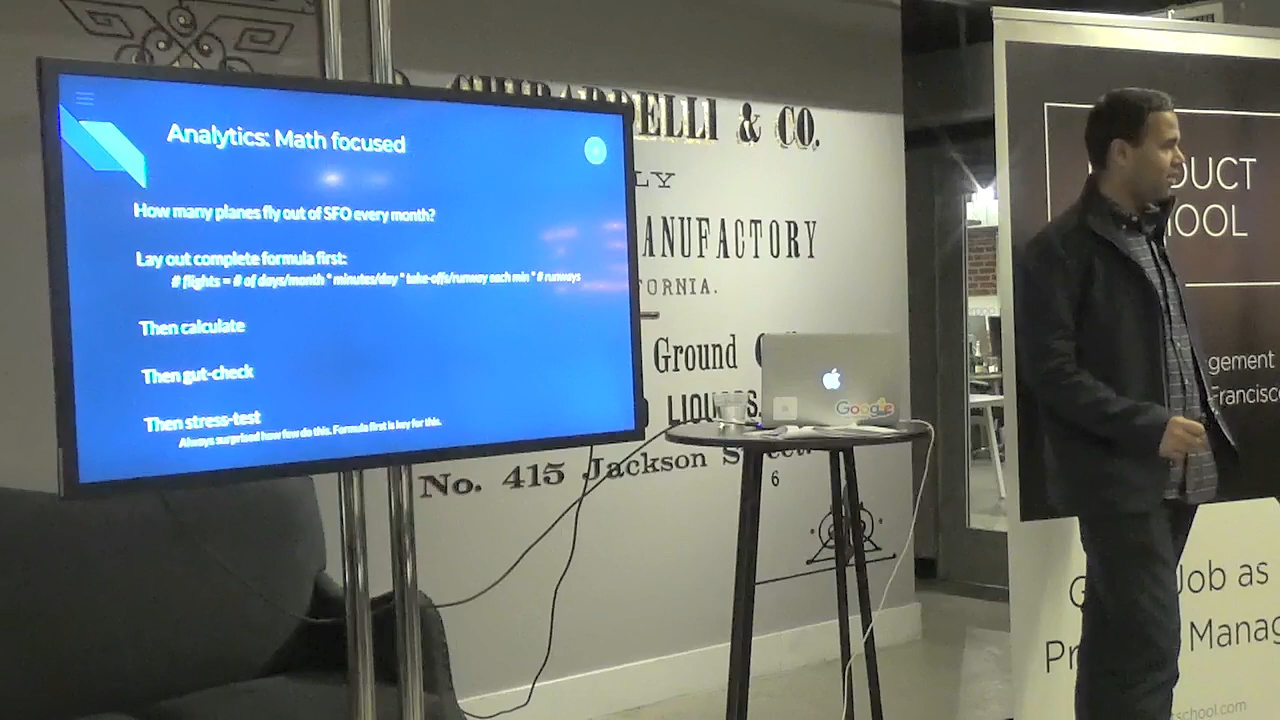 Analytics: Math focused
How many planes fly out of SFO every month?
Lay out complete formula first:
# flights = # of days/month * minutes/day * take-offs/runway each min * # runways
Then calculate
Then gut-check
Then stress-test
Always surprised how few do this. Formula first is key for this.
& CO.
LY
ANUFACTORY
FORNIA.
Ground
LIQUORS,
No. 415 Jackson
6
Google
DUCT
OOL
gement
Francisco
Job as
Manag
school.com